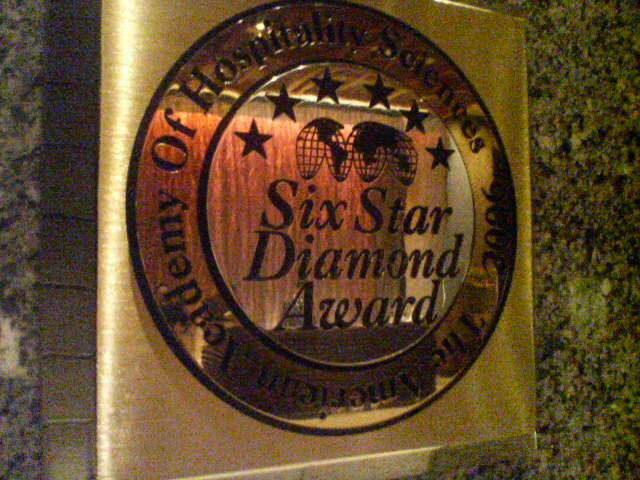 The American Academy Of Hospitality Sciences 2006
Six Star
Diamond
Award